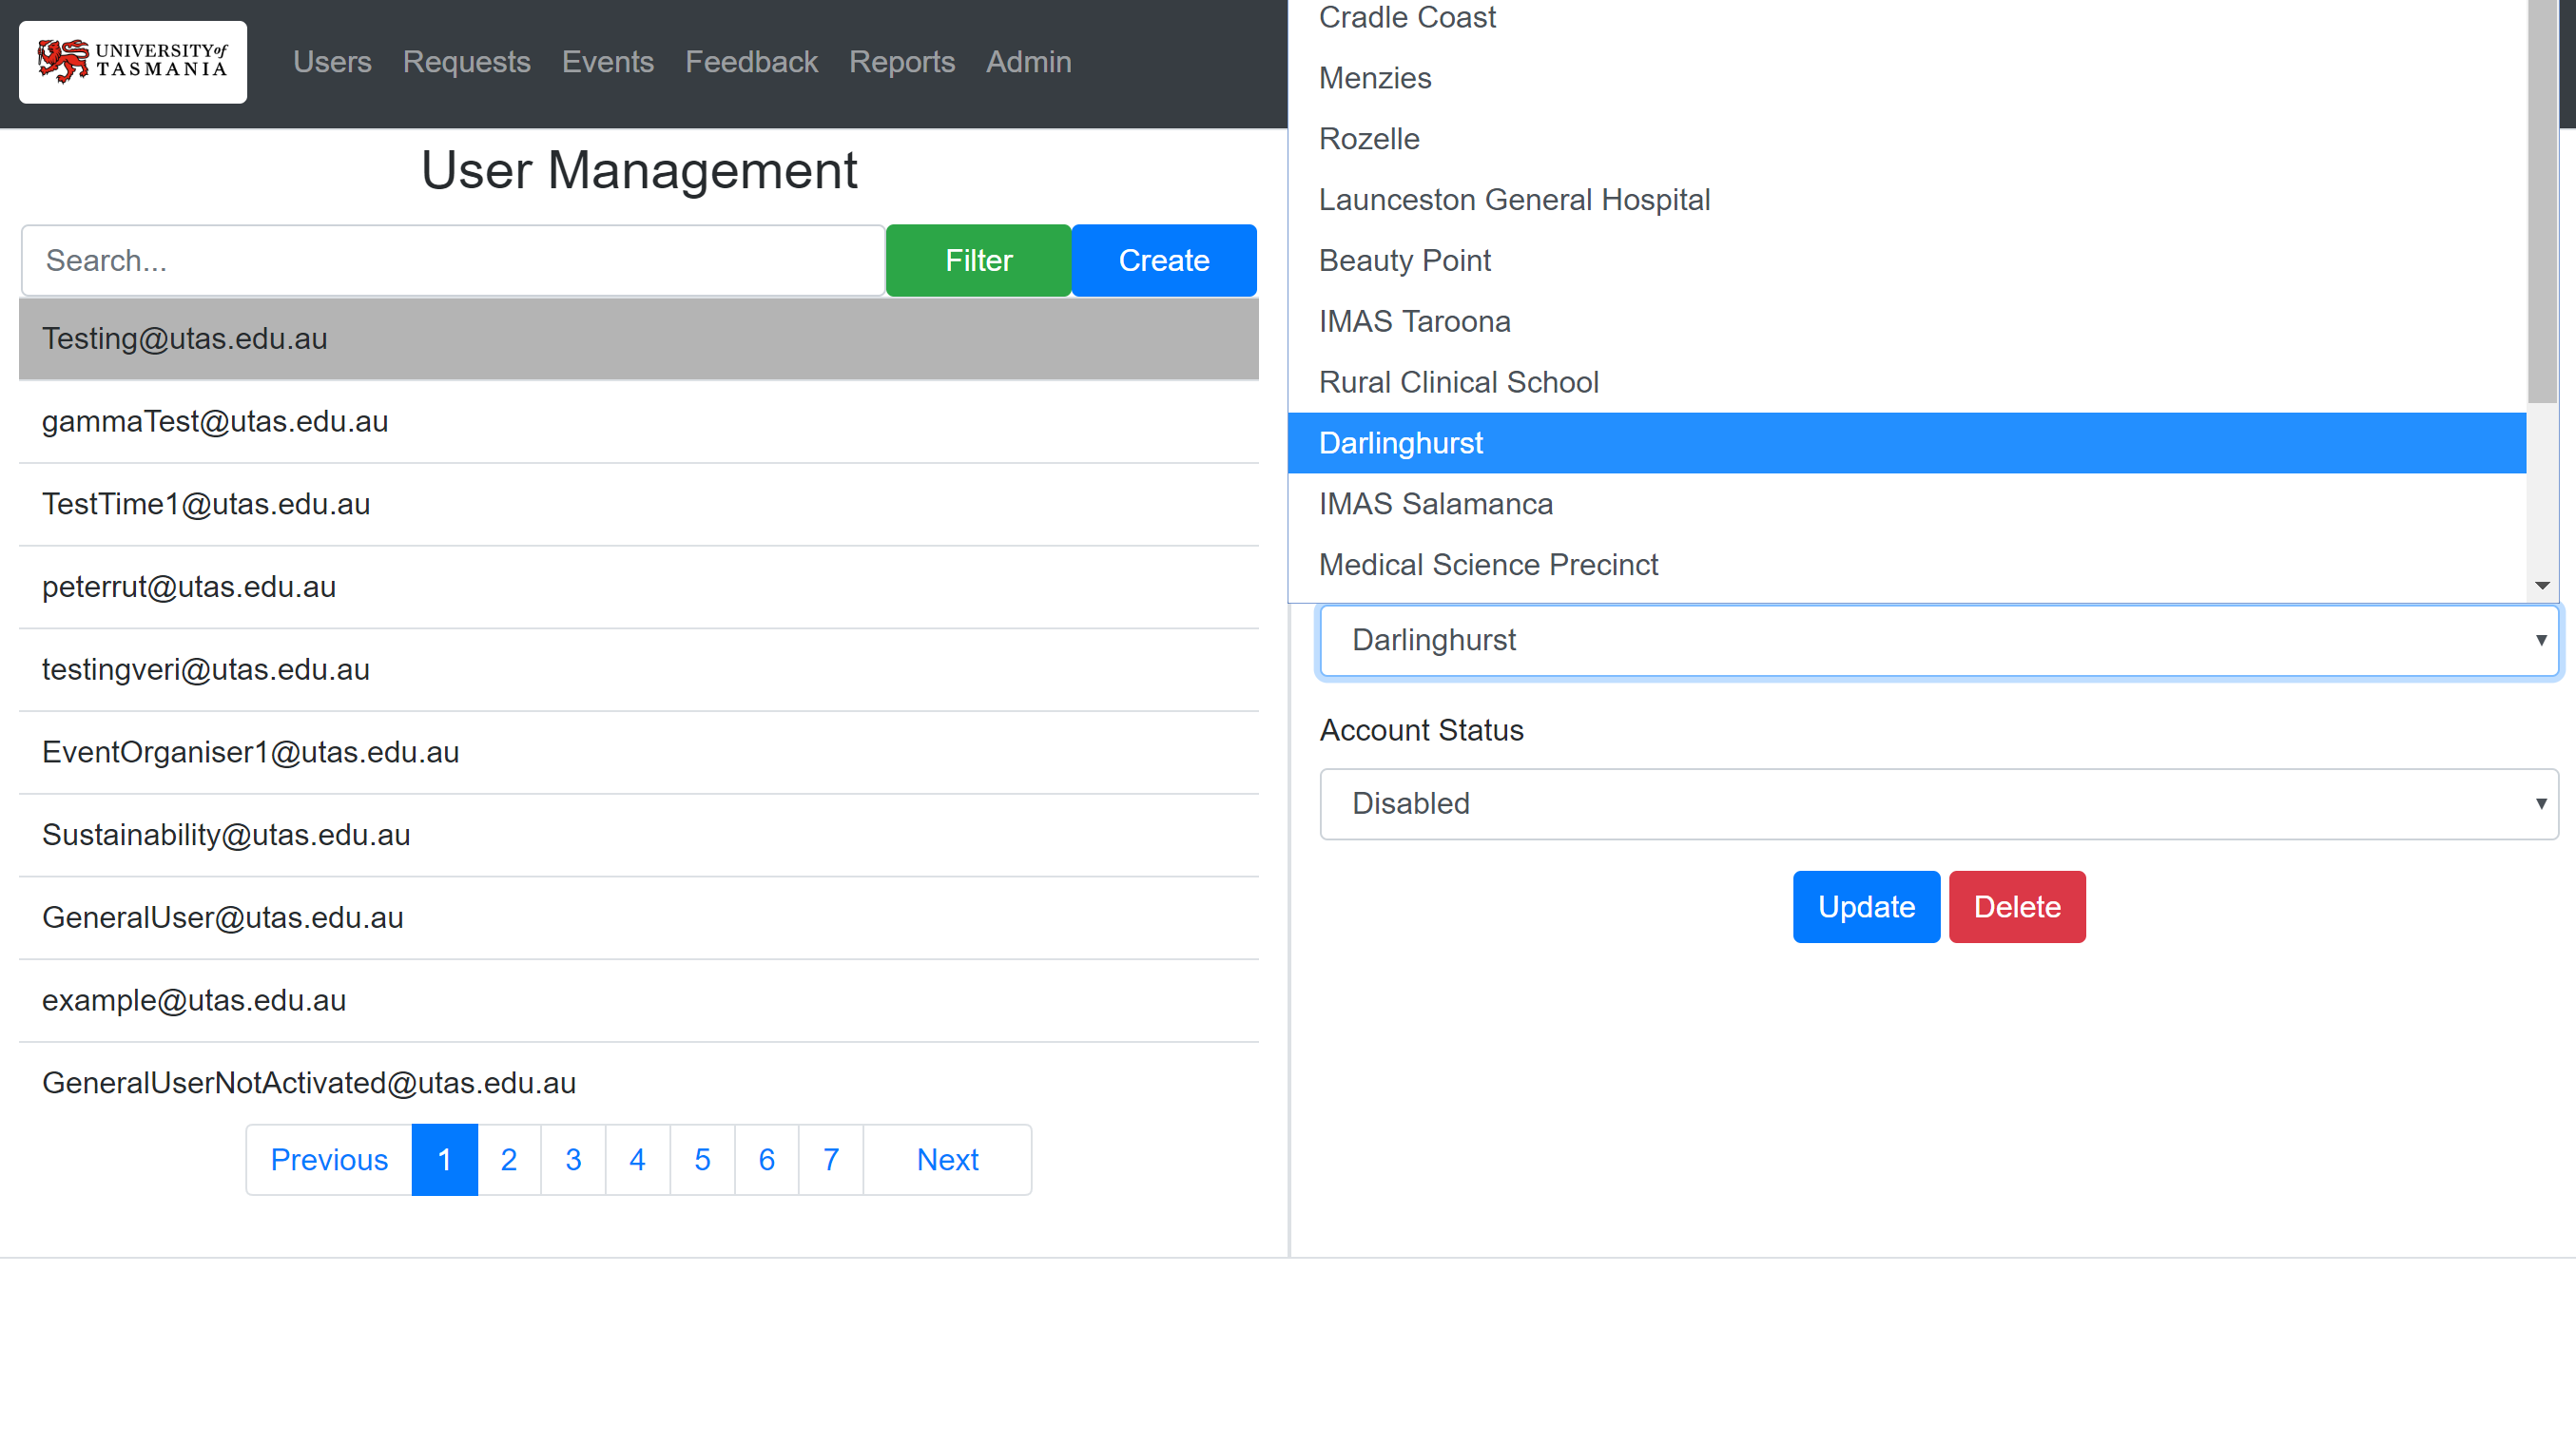 UNIVERSITYof
TASMANIA
Users Requests Events Feedback Reports Admin
User Management
Search...
Filter
Create
Testing@utas.edu.au
gammaTest@utas.edu.au
TestTime1@utas.edu.au
peterrut@utas.edu.au
testingveri@utas.edu.au
EventOrganiser1@utas.edu.au
Sustainability@utas.edu.au
GeneralUser@utas.edu.au
example@utas.edu.au
GeneralUserNotActivated@utas.edu.au
Previous 1 2 3 4 5 6 7 Next
Cradle Coast
Menzies
Rozelle
Launceston General Hospital
Beauty Point
IMAS Taroona
Rural Clinical School
Darlinghurst
IMAS Salamanca
Medical Science Precinct
Darlinghurst
Account Status
Disabled
Update Delete